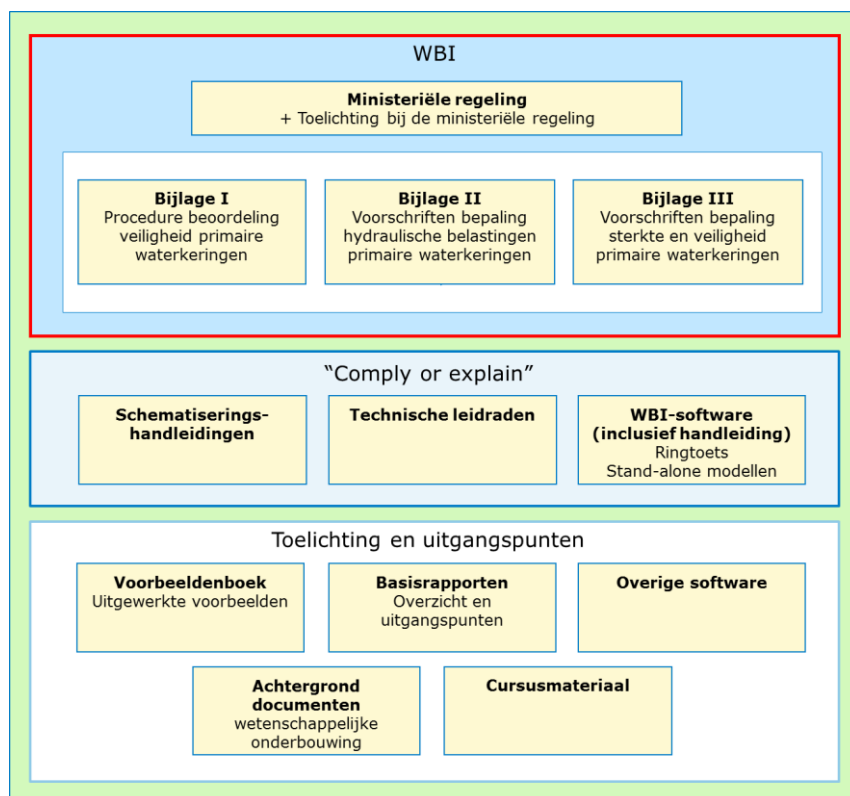 WBI
Ministeriële regeling
+ Toelichting bij de ministeriële regeling
Bijlage I
Procedure beoordeling
veiligheid primaire
waterkeringen
Bijlage II
Voorschriften bepaling
hydraulische belastingen
primaire waterkeringen
Bijlage III
Voorschriften bepaling
sterkte en veiligheid
primaire waterkeringen
“Comply or explain”
Schematiserings-
handleidingen
Technische leidraden
WBI-software
(inclusief handleiding)
Ringtoets
Stand-alone modellen
Toelichting en uitgangspunten
Voorbeeldenboek
Uitgewerkte voorbeelden
Basisrapporten
Overzicht en
uitgangspunten
Overige software
Achtergrond
documenten
wetenschappelijke
onderbouwing
Cursusmateriaal